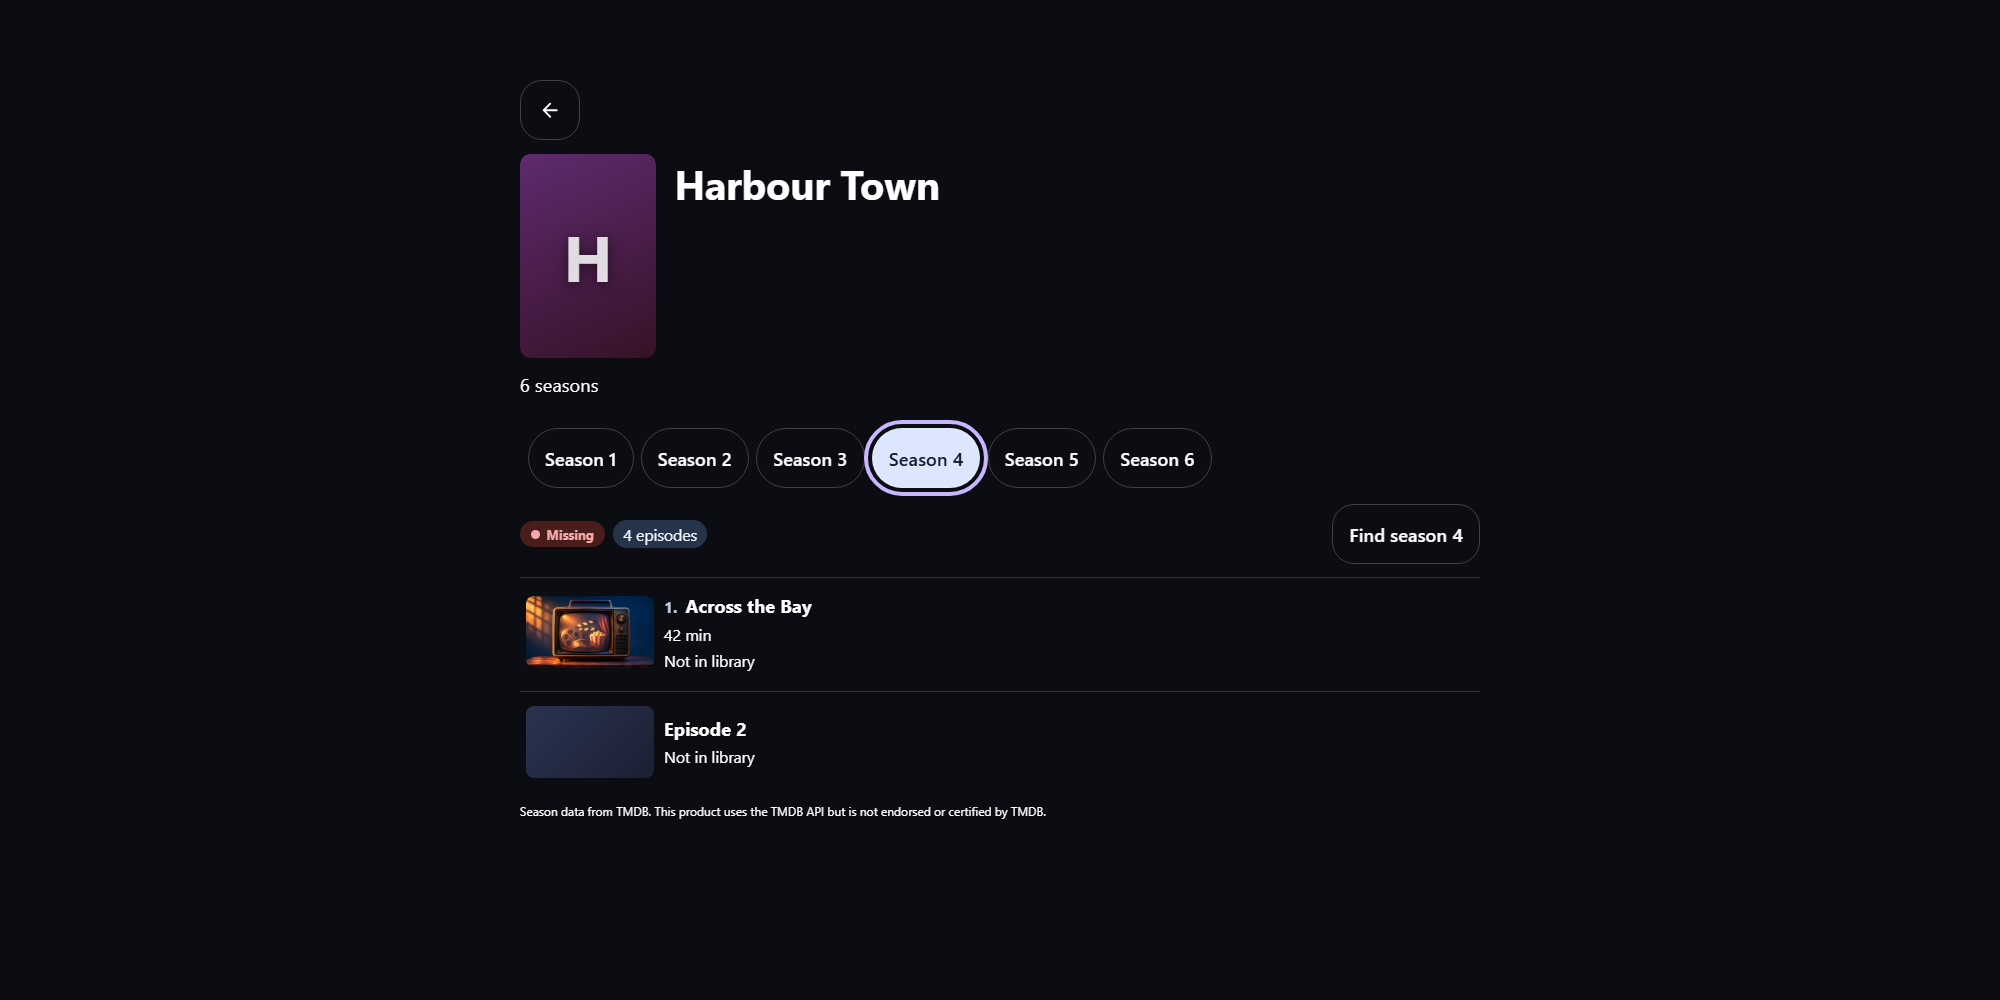 Harbour Town
H
6 seasons
Season 1 Season 2 Season 3 Season 4 Season 5 Season 6
Missing 4 episodes Find season 4
1. Across the Bay
42 min
Not in library
Episode 2
Not in library
Season data from TMDB. This product uses the TMDB API but is not endorsed or certified by TMDB.